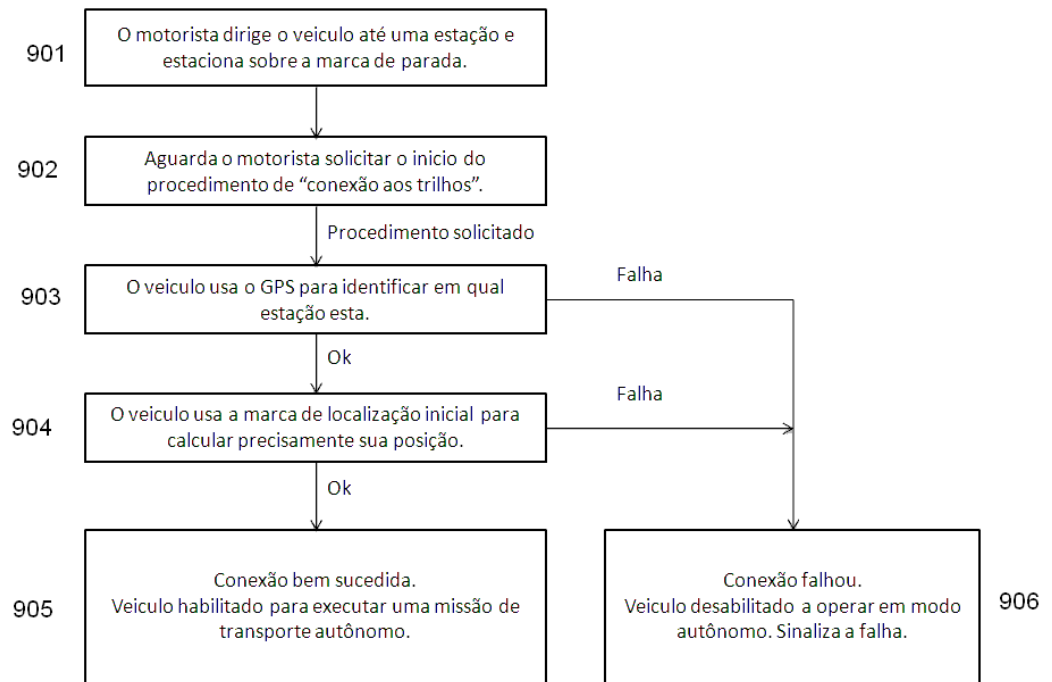 901
O motorista dirige o veiculo até uma estação e
estaciona sobre a marca de parada.
902
Aguarda o motorista solicitar o inicio do
procedimento de “conexão aos trilhos”.
Procedimento solicitado
903
O veiculo usa o GPS para identificar em qual
estação esta.
Falha
Ok
904
O veiculo usa a marca de localização inicial para
calcular precisamente sua posição.
Falha
Ok
905
Conexão bem sucedida.
Veiculo habilitado para executar uma missão de
transporte autônomo.
Conexão falhou.
Veiculo desabilitado a operar em modo
autônomo. Sinaliza a falha.
906